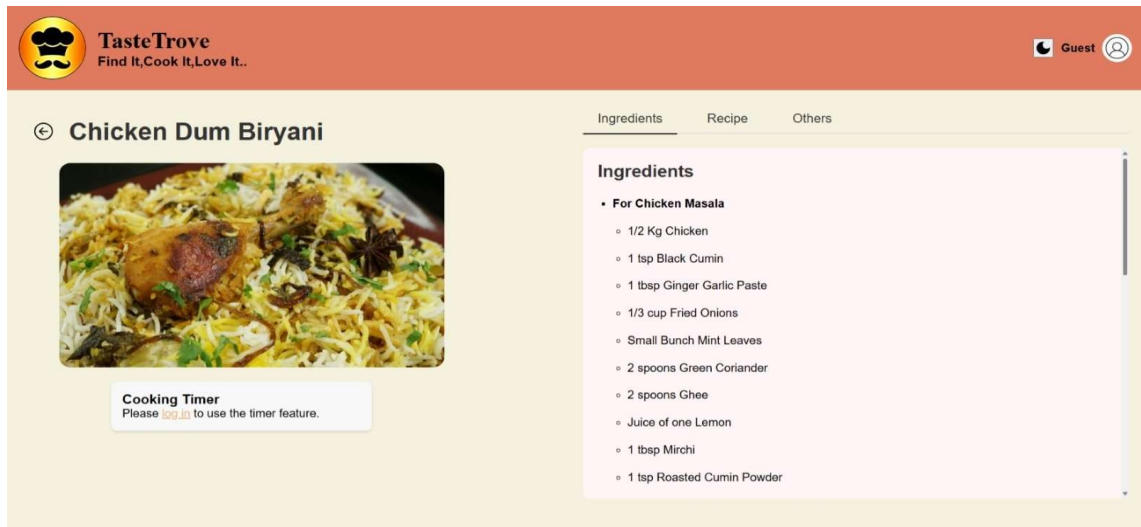 TasteTrove
Find It,Cook It,Love It..
Guest
Chicken Dum Biryani
Cooking Timer
Please log in to use the timer feature.
Ingredients Recipe Others
Ingredients
For Chicken Masala
1/2 Kg Chicken
1 tsp Black Cumin
1 tbsp Ginger Garlic Paste
1/3 cup Fried Onions
Small Bunch Mint Leaves
2 spoons Green Coriander
2 spoons Ghee
Juice of one Lemon
1 tbsp Mirchi
1 tsp Roasted Cumin Powder